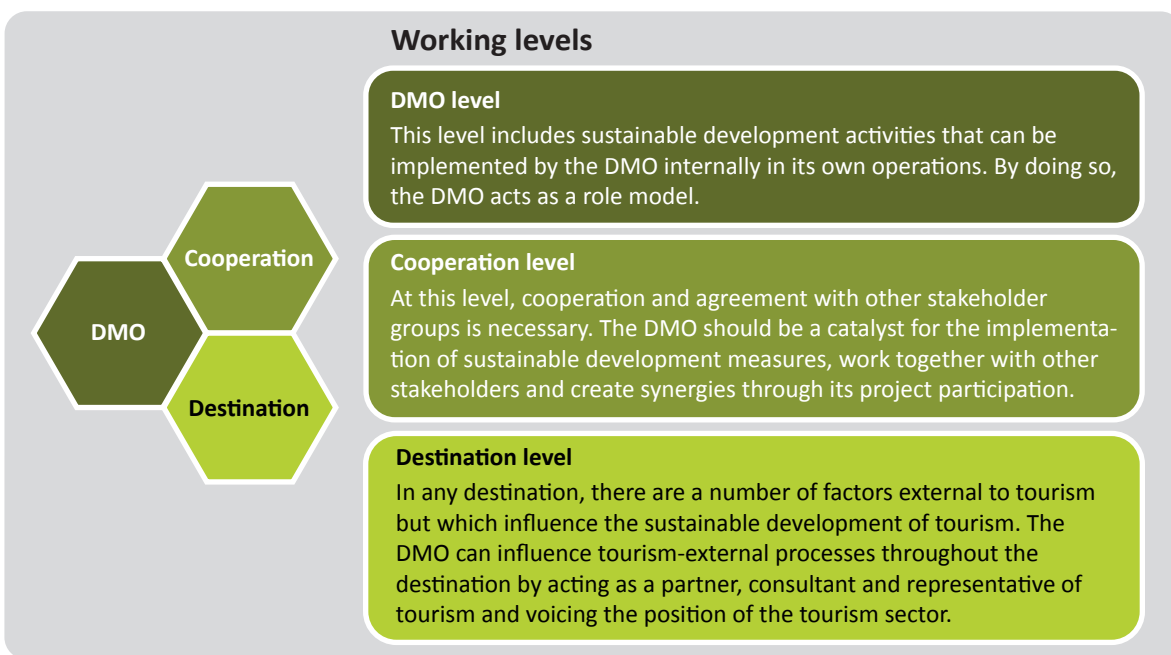 Working levels
DMO level
This level includes sustainable development activities that can be
implemented by the DMO internally in its own operations. By doing so,
the DMO acts as a role model.
Cooperation
DMO
Destination
Cooperation level
At this level, cooperation and agreement with other stakeholder
groups is necessary. The DMO should be a catalyst for the implementa-
tion of sustainable development measures, work together with other
stakeholders and create synergies through its project participation.
Destination level
In any destination, there are a number of factors external to tourism
but which influence the sustainable development of tourism. The
DMO can influence tourism-external processes throughout the
destination by acting as a partner, consultant and representative of
tourism and voicing the position of the tourism sector.